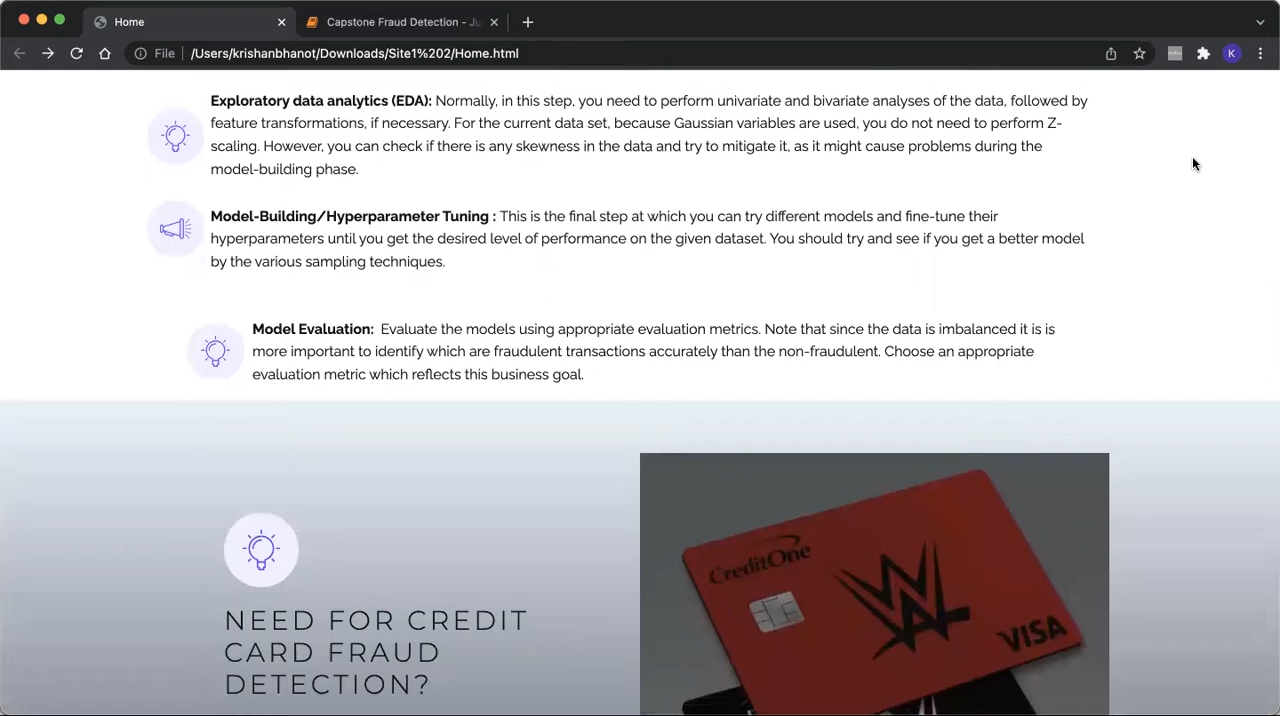 Home
Capstone Fraud Detection - Ju
File
/Users/krishanbhanot/Downloads/Site1%202/Home.html
K
Exploratory data analytics (EDA): Normally, in this step, you need to perform univariate and bivariate analyses of the data, followed by
feature transformations, if necessary. For the current data set, because Gaussian variables are used, you do not need to perform Z-
scaling. However, you can check if there is any skewness in the data and try to mitigate it, as it might cause problems during the
model-building phase.
Model-Building/Hyperparameter Tuning : This is the final step at which you can try different models and fine-tune their
hyperparameters until you get the desired level of performance on the given dataset. You should try and see if you get a better model
by the various sampling techniques.
Model Evaluation: Evaluate the models using appropriate evaluation metrics. Note that since the data is imbalanced it is is
more important to identify which are fraudulent transactions accurately than the non-fraudulent. Choose an appropriate
evaluation metric which reflects this business goal.
NEED FOR CREDIT
CARD FRAUD
DETECTION?
CreditOne
W
VISA